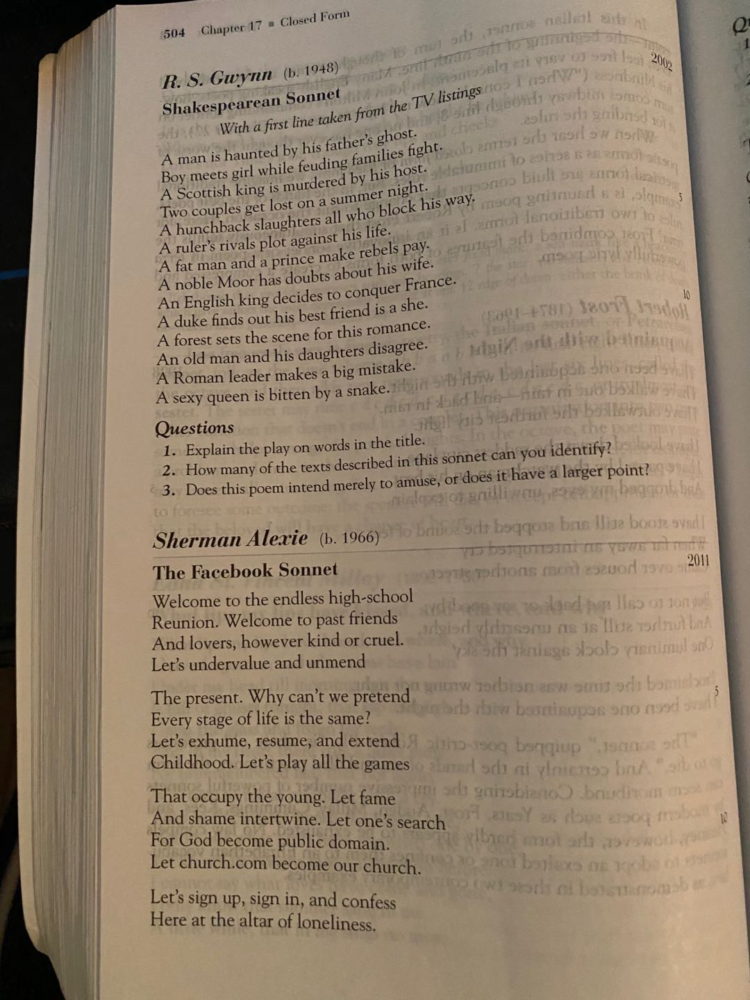 504 Chapter 17 ■ Closed Form
R. S. Gwynn (b. 1948)
Shakespearean Sonnet 2002
With a first line taken from the TV listings
A man is haunted by his father's ghost.
Boy meets girl while feuding families fight.
A Scottish king is murdered by his host.
Two couples get lost on a summer night.
A hunchback slaughters all who block his way. 5
A ruler's rivals plot against his life.
A fat man and a prince make rebels pay.
A noble Moor has doubts about his wife.
An English king decides to conquer France.
A duke finds out his best friend is a she. 10
A forest sets the scene for this romance.
An old man and his daughters disagree.
A Roman leader makes a big mistake.
A sexy queen is bitten by a snake.
Questions
1. Explain the play on words in the title.
2. How many of the texts described in this sonnet can you identify?
3. Does this poem intend merely to amuse, or does it have a larger point?
Sherman Alexie (b. 1966)
The Facebook Sonnet 2011
Welcome to the endless high-school
Reunion. Welcome to past friends
And lovers, however kind or cruel.
Let's undervalue and unmend
The present. Why can't we pretend 5
Every stage of life is the same?
Let's exhume, resume, and extend
Childhood. Let's play all the games
That occupy the young. Let fame
And shame intertwine. Let one's search 10
For God become public domain.
Let church.com become our church.
Let's sign up, sign in, and confess
Here at the altar of loneliness.